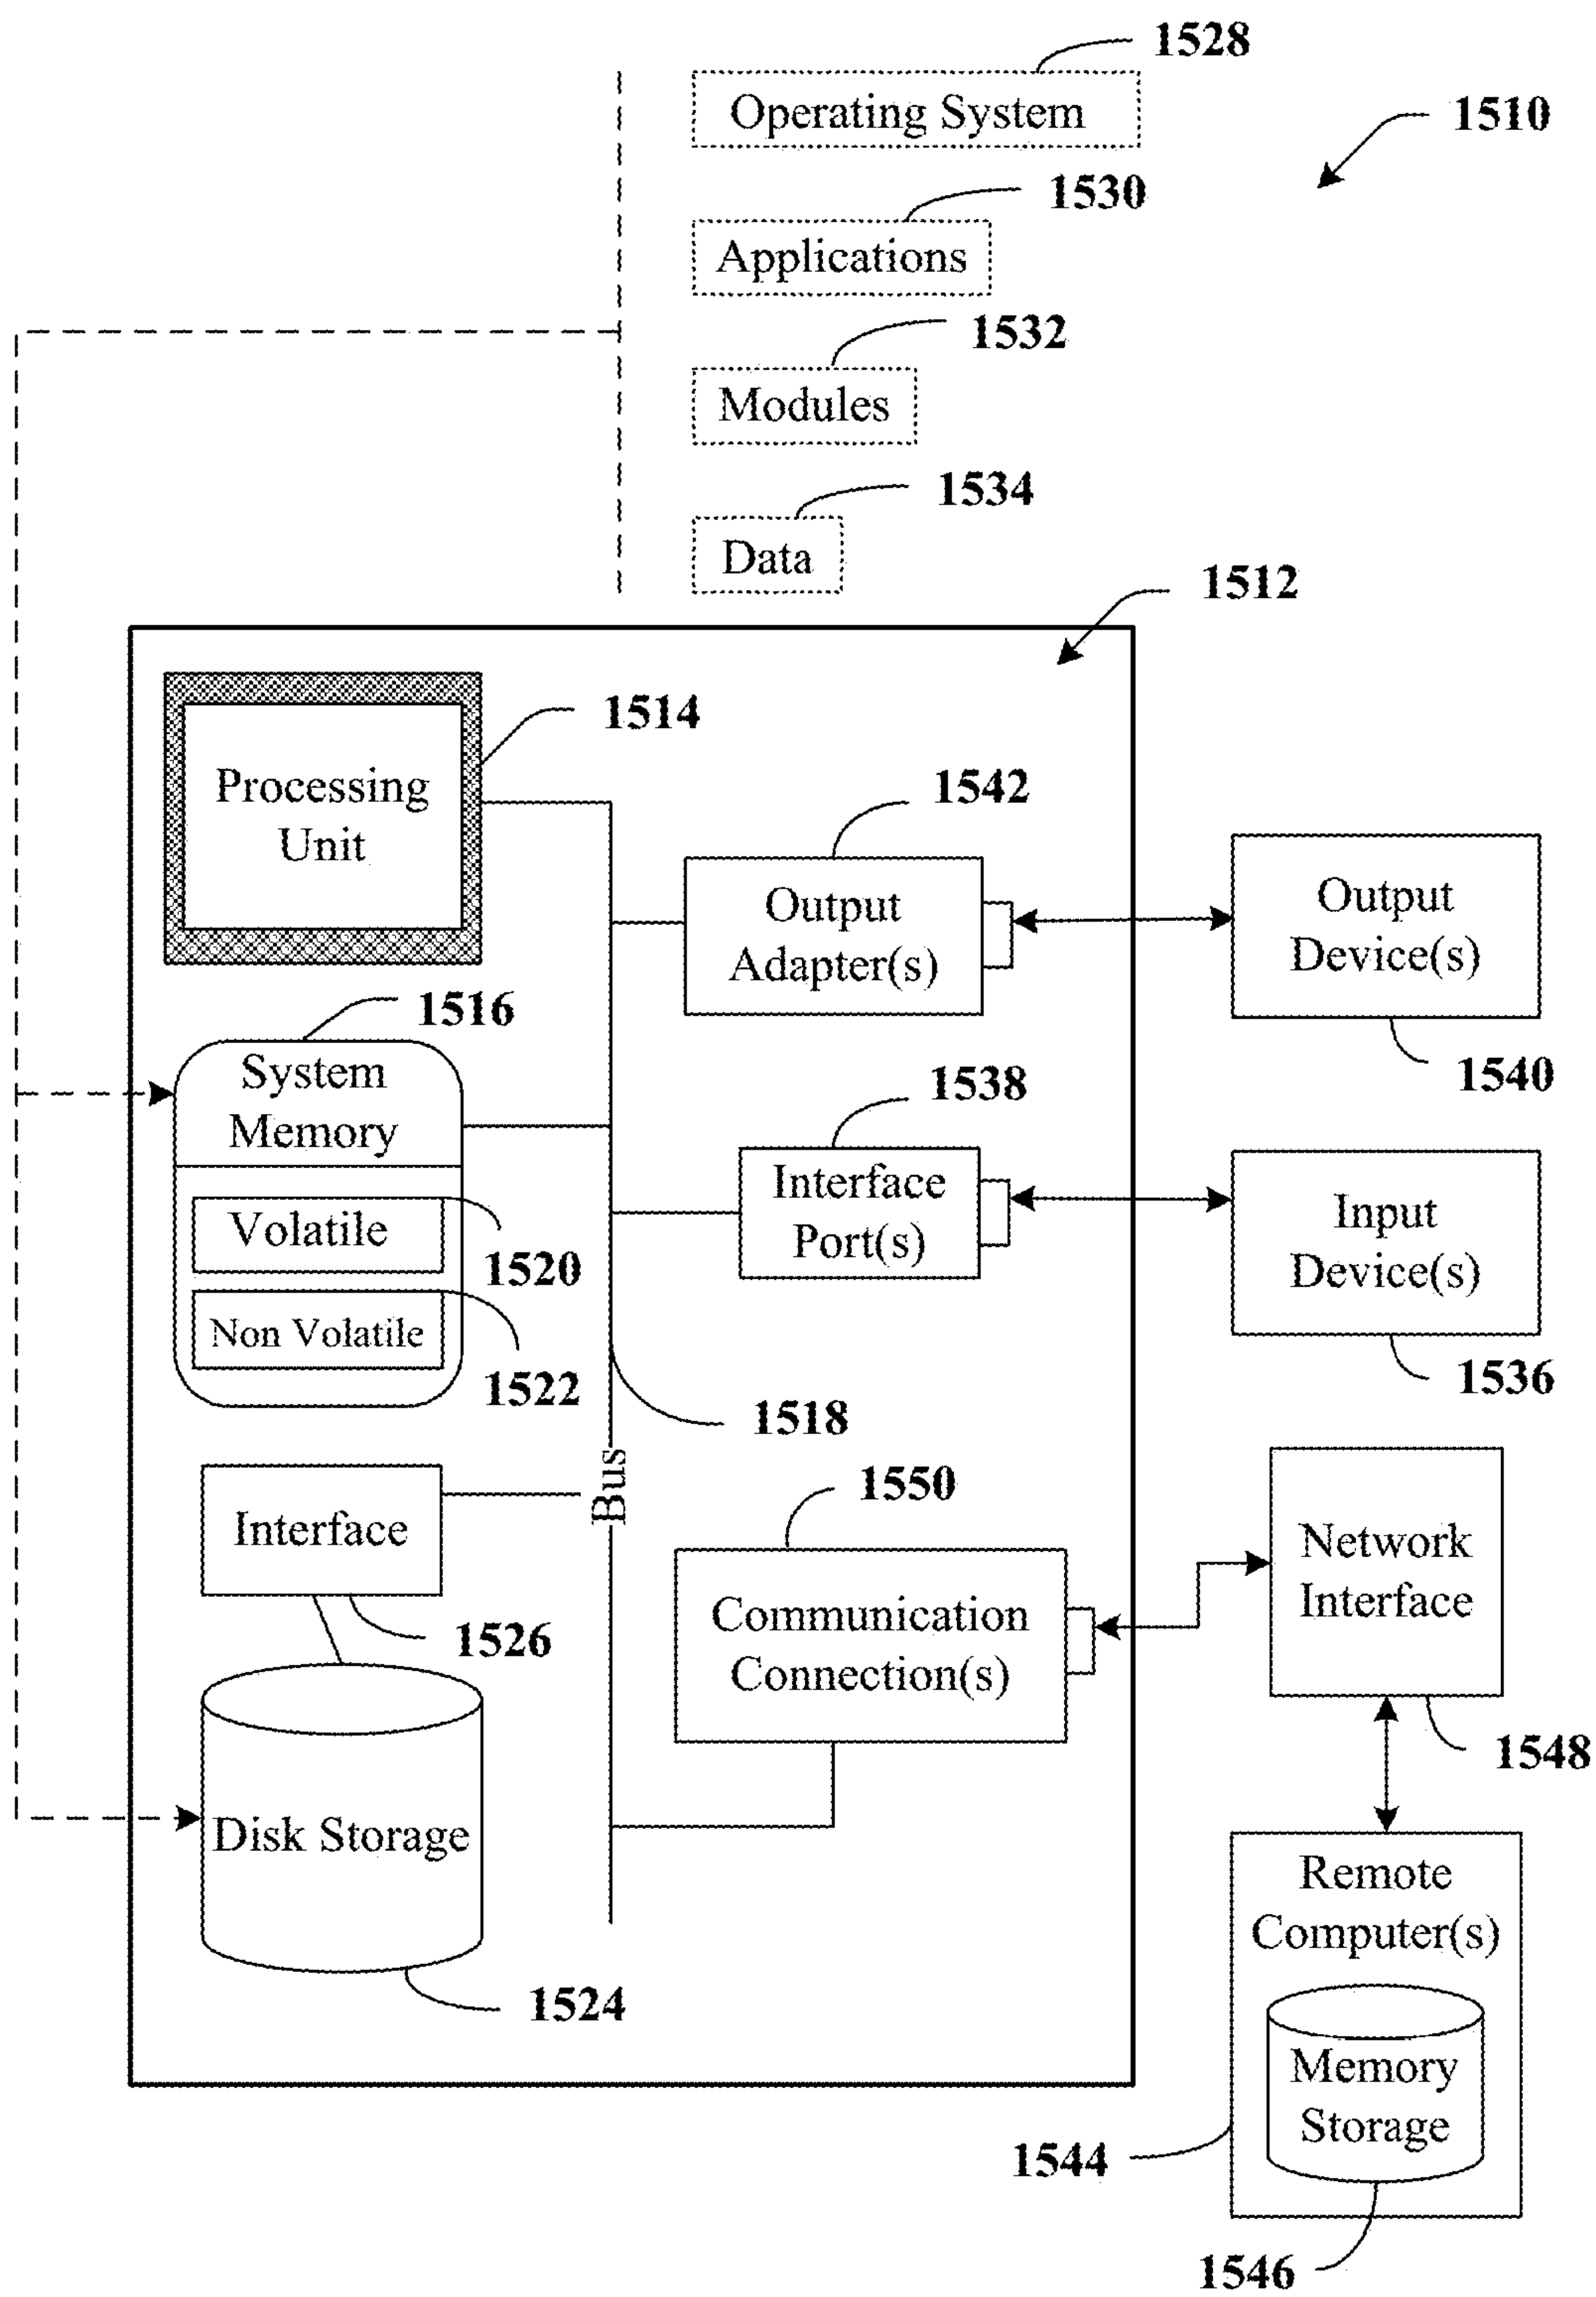 1528
Operating System
1510
1530
Applications
1532
Modules
1534
Data
1512
1514
Processing
Unit
1542
Output
Adapter(s)
Output
Device(s)
1540
1516
System
Memory
Volatile
1520
Non Volatile
1522
1538
Interface
Port(s)
Input
Device(s)
1536
1518
Bus
Interface
1526
1550
Communication
Connection(s)
Network
Interface
1548
Disk Storage
1524
Remote
Computer(s)
Memory
Storage
1544
1546